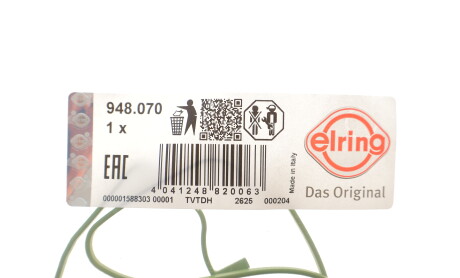 948.070
1 x
elring
Das Original
EAC
Made in Italy
4 041248 820063
000001588303 00001 TVTDH 2625 000204